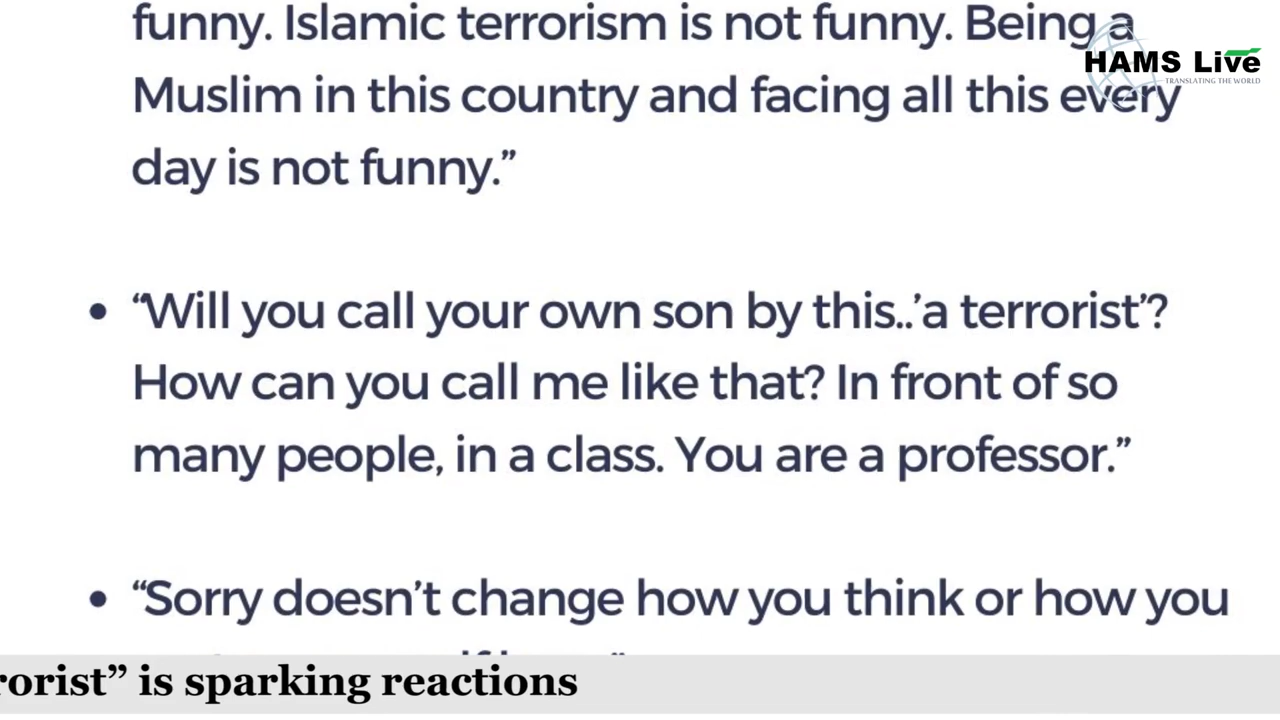 funny. Islamic terrorism is not funny. Being a
HAMS Live
TRANSLATING THE WORLD
Muslim in this country and facing all this every
day is not funny.”
• “Will you call your own son by this..’a terrorist’?
How can you call me like that? In front of so
many people, in a class. You are a professor.”
• “Sorry doesn’t change how you think or how you
rorist” is sparking reactions